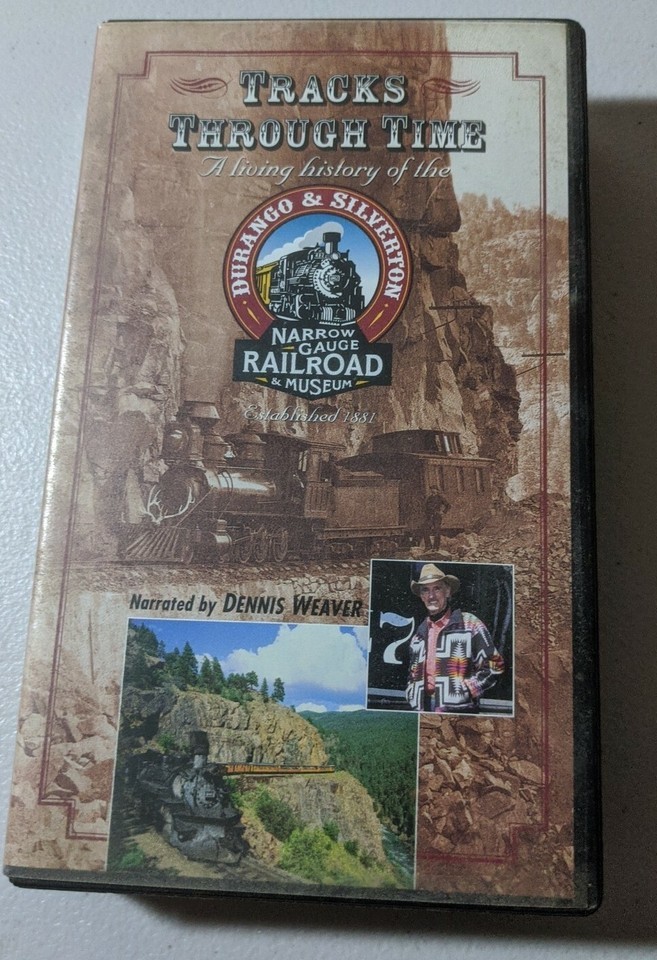 TRACKS
THROUGH TIME
A living history of the
DURANGO & SILVERTON
NARROW
GAUGE
RAILROAD
& MUSEUM
Established 1881
Narrated by DENNIS WEAVER
7